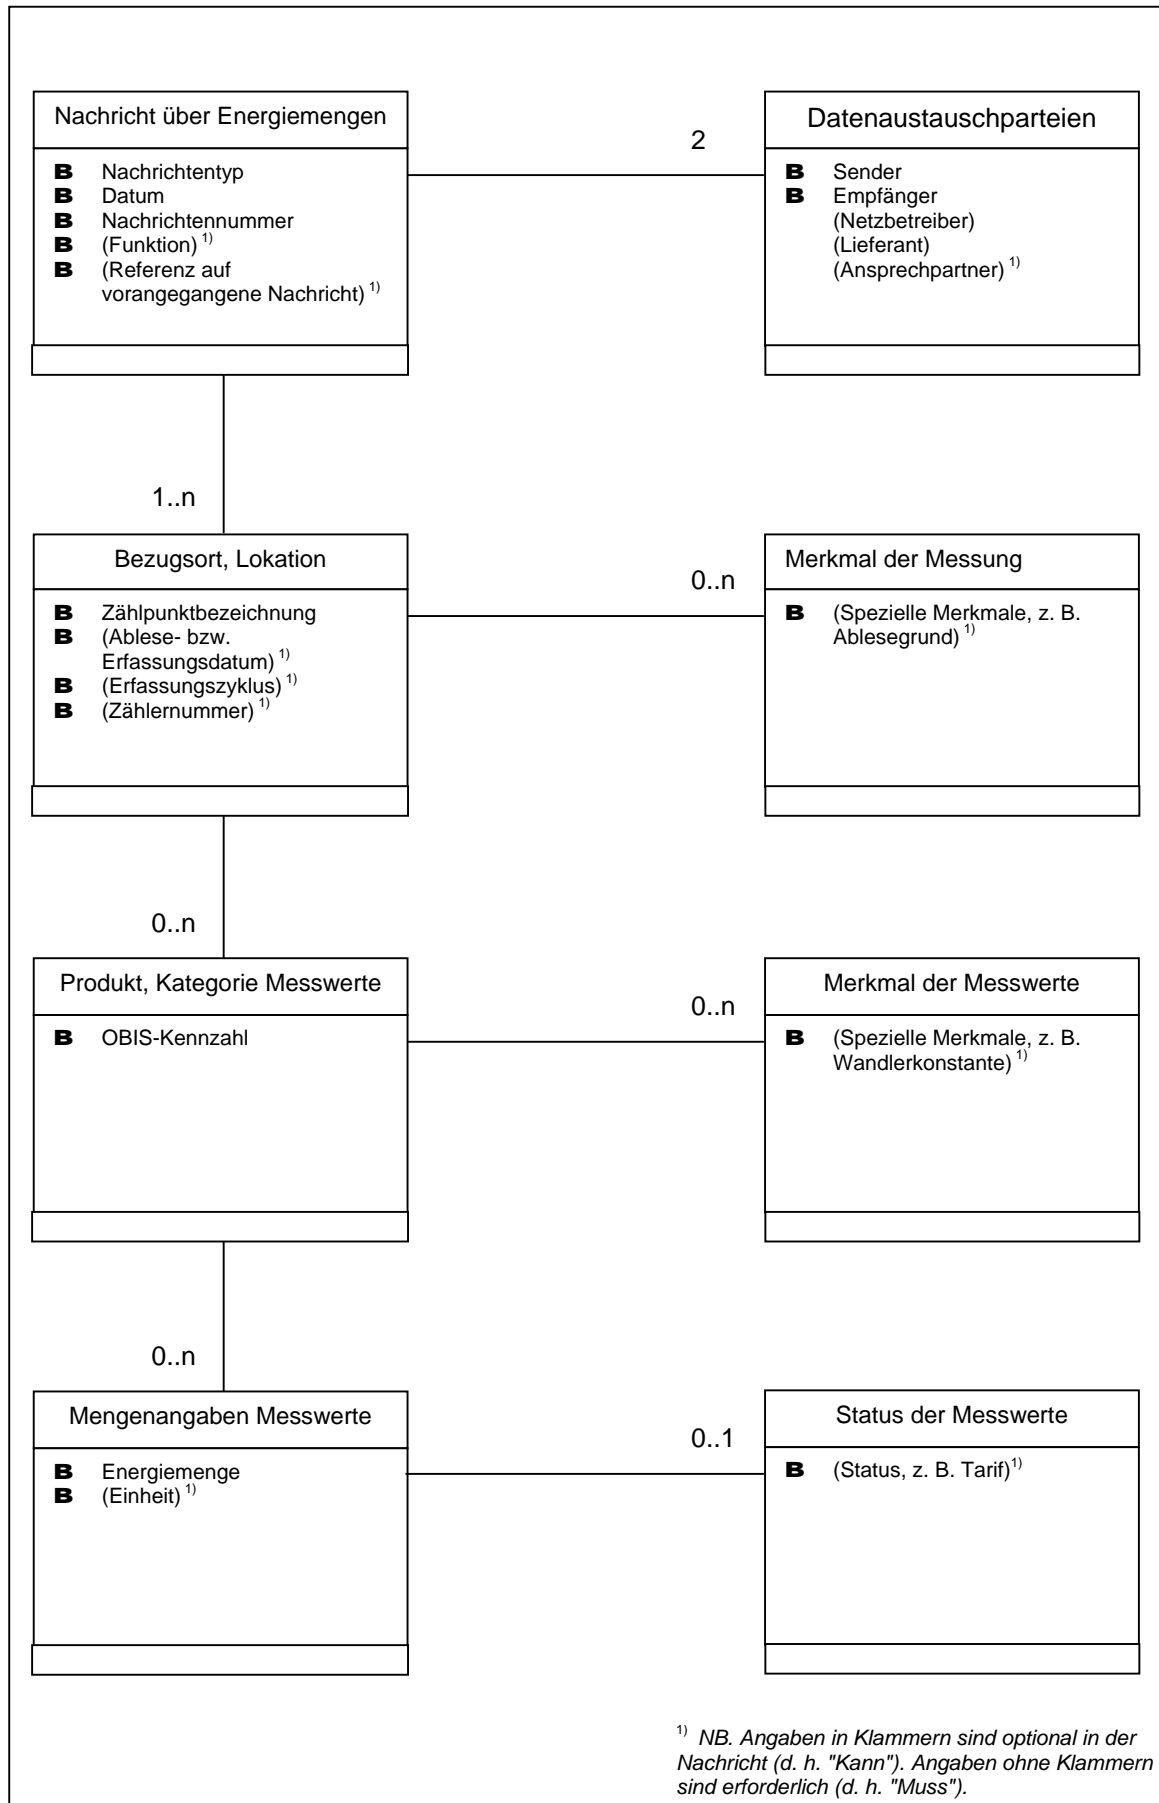 Nachricht über Energiemengen
B Nachrichtentyp
B Datum
B Nachrichtennummer
B (Funktion) 1)
B (Referenz auf
vorangegangene Nachricht) 1)
2
Datenaustauschparteien
B Sender
B Empfänger
(Netzbetreiber)
(Lieferant)
(Ansprechpartner) 1)
1..n
Bezugsort, Lokation
B Zählpunktbezeichnung
B (Ablese- bzw.
Erfassungsdatum) 1)
B (Erfassungszyklus) 1)
B (Zählernummer) 1)
0..n
Merkmal der Messung
B (Spezielle Merkmale, z. B.
Ablesegrund) 1)
0..n
Produkt, Kategorie Messwerte
B OBIS-Kennzahl
0..n
Merkmal der Messwerte
B (Spezielle Merkmale, z. B.
Wandlerkonstante) 1)
0..n
Mengenangaben Messwerte
B Energiemenge
B (Einheit) 1)
0..1
Status der Messwerte
B (Status, z. B. Tarif) 1)
1) NB. Angaben in Klammern sind optional in der
Nachricht (d. h. "Kann"). Angaben ohne Klammern
sind erforderlich (d. h. "Muss").